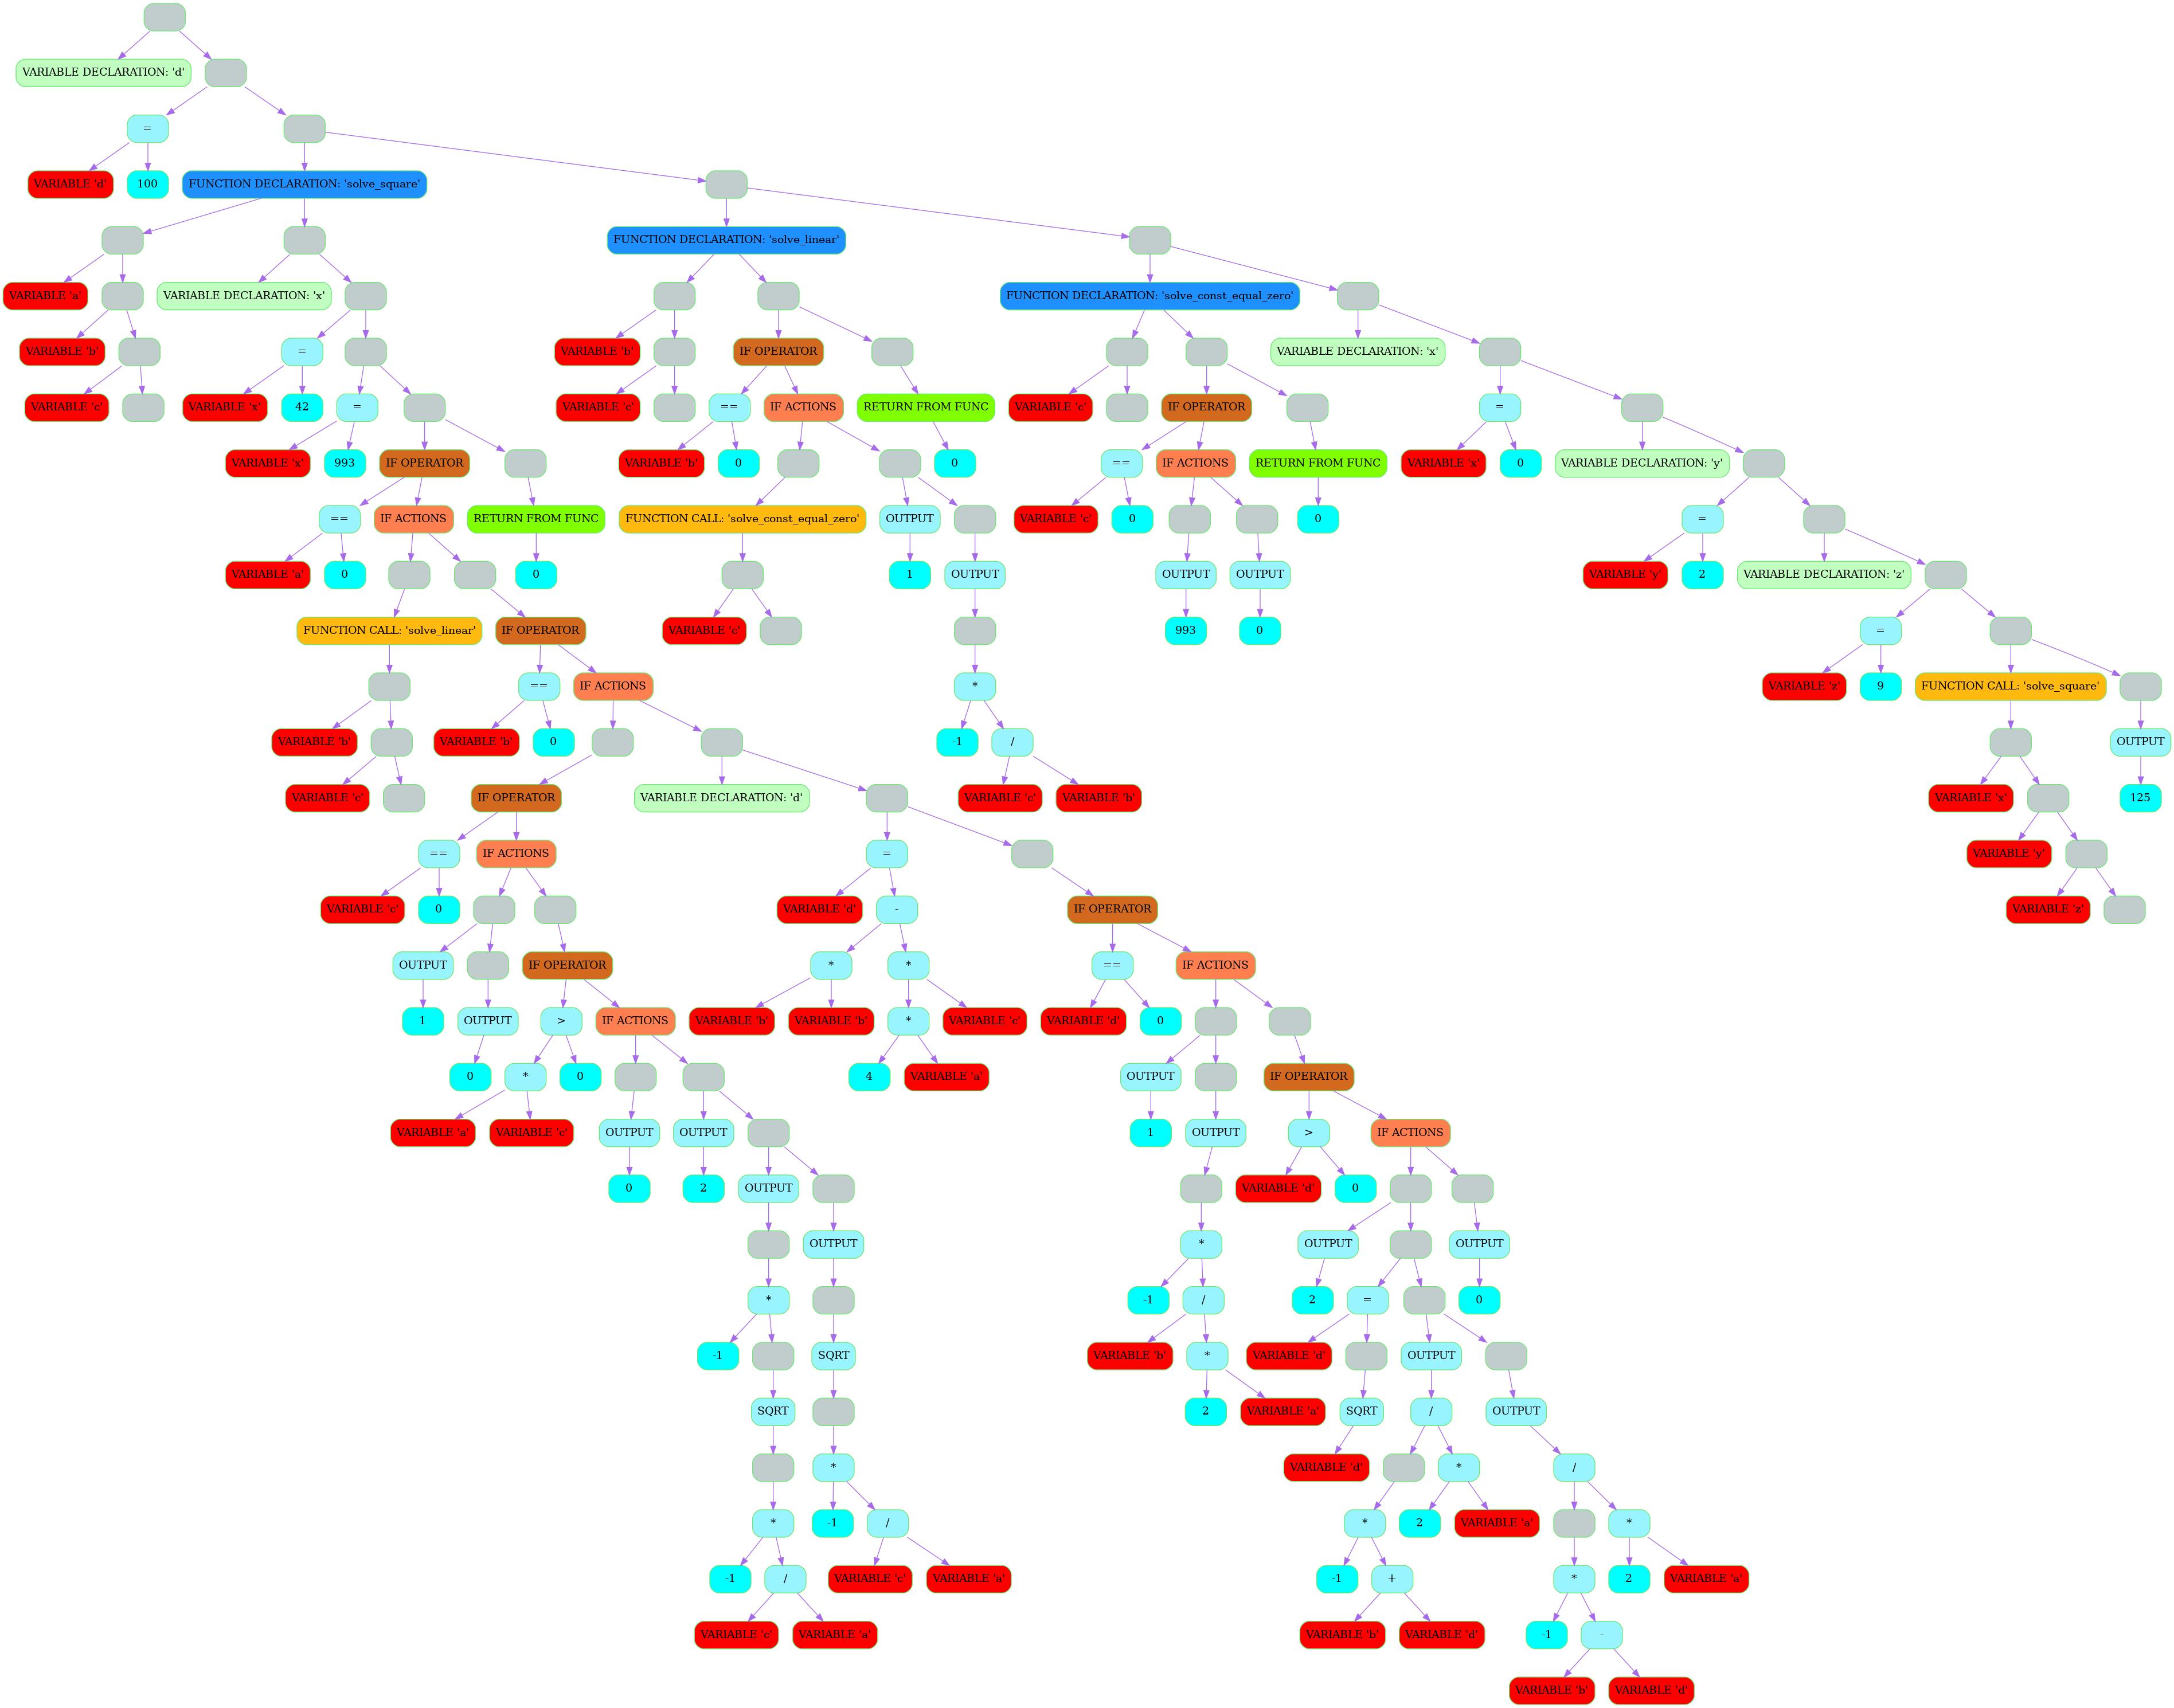 VARIABLE DECLARATION: 'd'
=
VARIABLE 'd'
100
FUNCTION DECLARATION: 'solve_square'
FUNCTION DECLARATION: 'solve_linear'
VARIABLE 'a'
VARIABLE DECLARATION: 'x'
FUNCTION DECLARATION: 'solve_const_equal_zero'
VARIABLE 'b'
=
VARIABLE 'b'
IF OPERATOR
VARIABLE DECLARATION: 'x'
VARIABLE 'c'
VARIABLE 'x'
42
=
VARIABLE 'c'
==
IF ACTIONS
RETURN FROM FUNC
VARIABLE 'c'
IF OPERATOR
=
VARIABLE DECLARATION: 'y'
VARIABLE 'x'
993
IF OPERATOR
VARIABLE 'b'
0
0
==
IF ACTIONS
RETURN FROM FUNC
VARIABLE 'x'
0
=
==
IF ACTIONS
RETURN FROM FUNC
FUNCTION CALL: 'solve_const_equal_zero'
OUTPUT
VARIABLE 'c'
0
0
VARIABLE 'y'
2
VARIABLE DECLARATION: 'z'
VARIABLE 'a'
0
0
1
OUTPUT
OUTPUT
OUTPUT
=
FUNCTION CALL: 'solve_linear'
IF OPERATOR
VARIABLE 'c'
993
0
VARIABLE 'z'
9
FUNCTION CALL: 'solve_square'
==
IF ACTIONS
*
OUTPUT
VARIABLE 'b'
VARIABLE 'b'
0
-1
/
VARIABLE 'x'
125
VARIABLE 'c'
IF OPERATOR
VARIABLE DECLARATION: 'd'
VARIABLE 'c'
VARIABLE 'b'
VARIABLE 'y'
==
IF ACTIONS
=
IF OPERATOR
VARIABLE 'z'
VARIABLE 'c'
0
VARIABLE 'd'
-
==
IF ACTIONS
OUTPUT
IF OPERATOR
*
*
VARIABLE 'd'
0
1
OUTPUT
>
IF ACTIONS
VARIABLE 'b'
VARIABLE 'b'
*
VARIABLE 'c'
OUTPUT
IF OPERATOR
0
*
0
4
VARIABLE 'a'
1
OUTPUT
>
IF ACTIONS
VARIABLE 'a'
VARIABLE 'c'
OUTPUT
OUTPUT
VARIABLE 'd'
0
0
2
OUTPUT
*
OUTPUT
OUTPUT
OUTPUT
-1
/
2
=
0
*
SQRT
VARIABLE 'b'
*
VARIABLE 'd'
OUTPUT
-1
2
VARIABLE 'a'
SQRT
/
OUTPUT
SQRT
*
VARIABLE 'd'
*
/
-1
/
*
2
VARIABLE 'a'
*
*
VARIABLE 'c'
VARIABLE 'a'
-1
+
*
2
VARIABLE 'a'
-1
/
VARIABLE 'b'
VARIABLE 'd'
-1
-
VARIABLE 'c'
VARIABLE 'a'
VARIABLE 'b'
VARIABLE 'd'